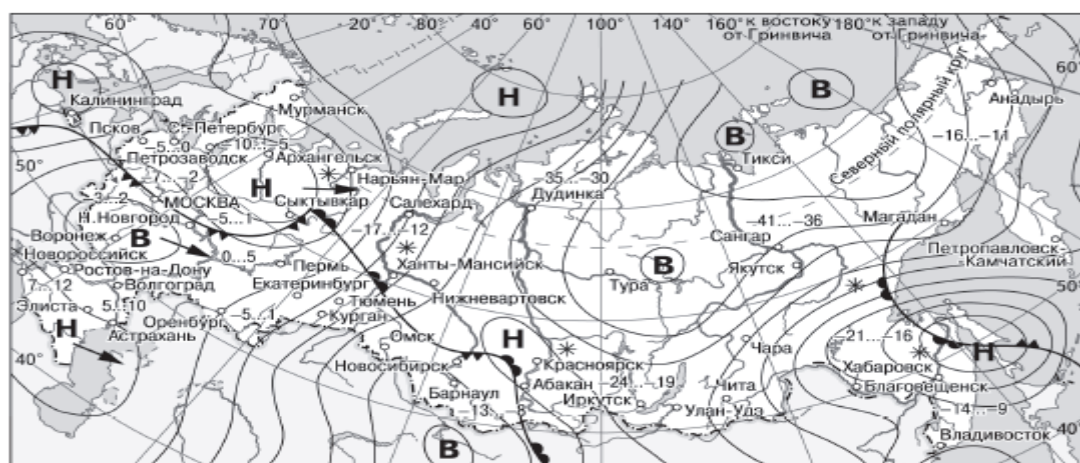 60° 70° 20° 80° 40° 60° 100° 140° 160° к востоку от Гринвича 180° к западу от Гринвича
60°
Н
Калининград
Мурманск
Н
В
Северный полярный круг
Анадырь
Псков
С.-Петербург
–5...0
–10...–5
В
–16...–11
50°
Петрозаводск
Архангельск
Тикси
Нарьян-Мар
–35...–30
Н
Дудинка
МОСКВА
Сыктывкар
Салехард
–41...–36
Магадан
Н.Новгород
–5...1
–17...–12
Сангар
Воронеж
В
Петропавловск-
Камчатский
Новороссийск
0...5
Пермь
Ханты-Мансийск
В
Якутск
Ростов-на-Дону
Екатеринбург
Тура
50°
7...12
Волгоград
Тюмень
Нижневартовск
Элиста
5...10
Оренбург
–5...1
Курган
Н
Астрахань
Омск
Н
Чара
–21...–16
Н
40°
Новосибирск
Красноярск
Хабаровск
Абакан
–24...–19
Чита
Благовещенск
Барнаул
Иркутск
Улан-Удэ
–13...–8
–14...–9
В
Владивосток
40°